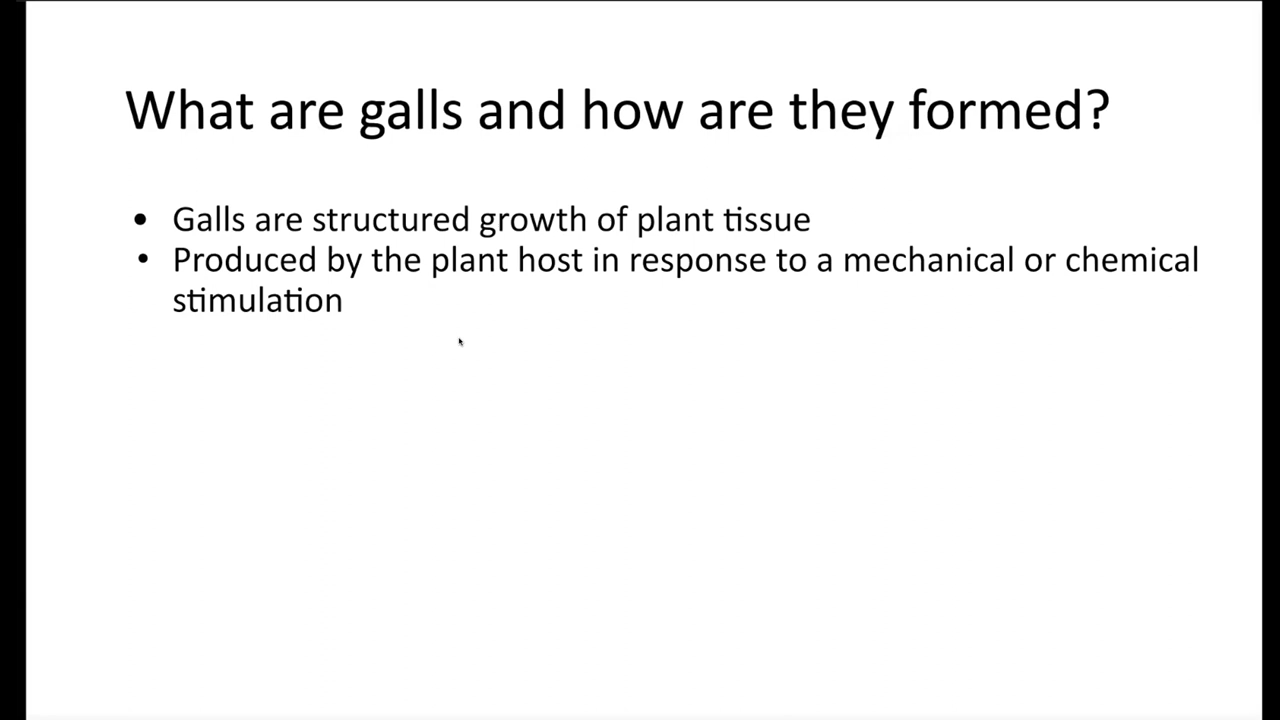 What are galls and how are they formed?
• Galls are structured growth of plant tissue
• Produced by the plant host in response to a mechanical or chemical
stimulation